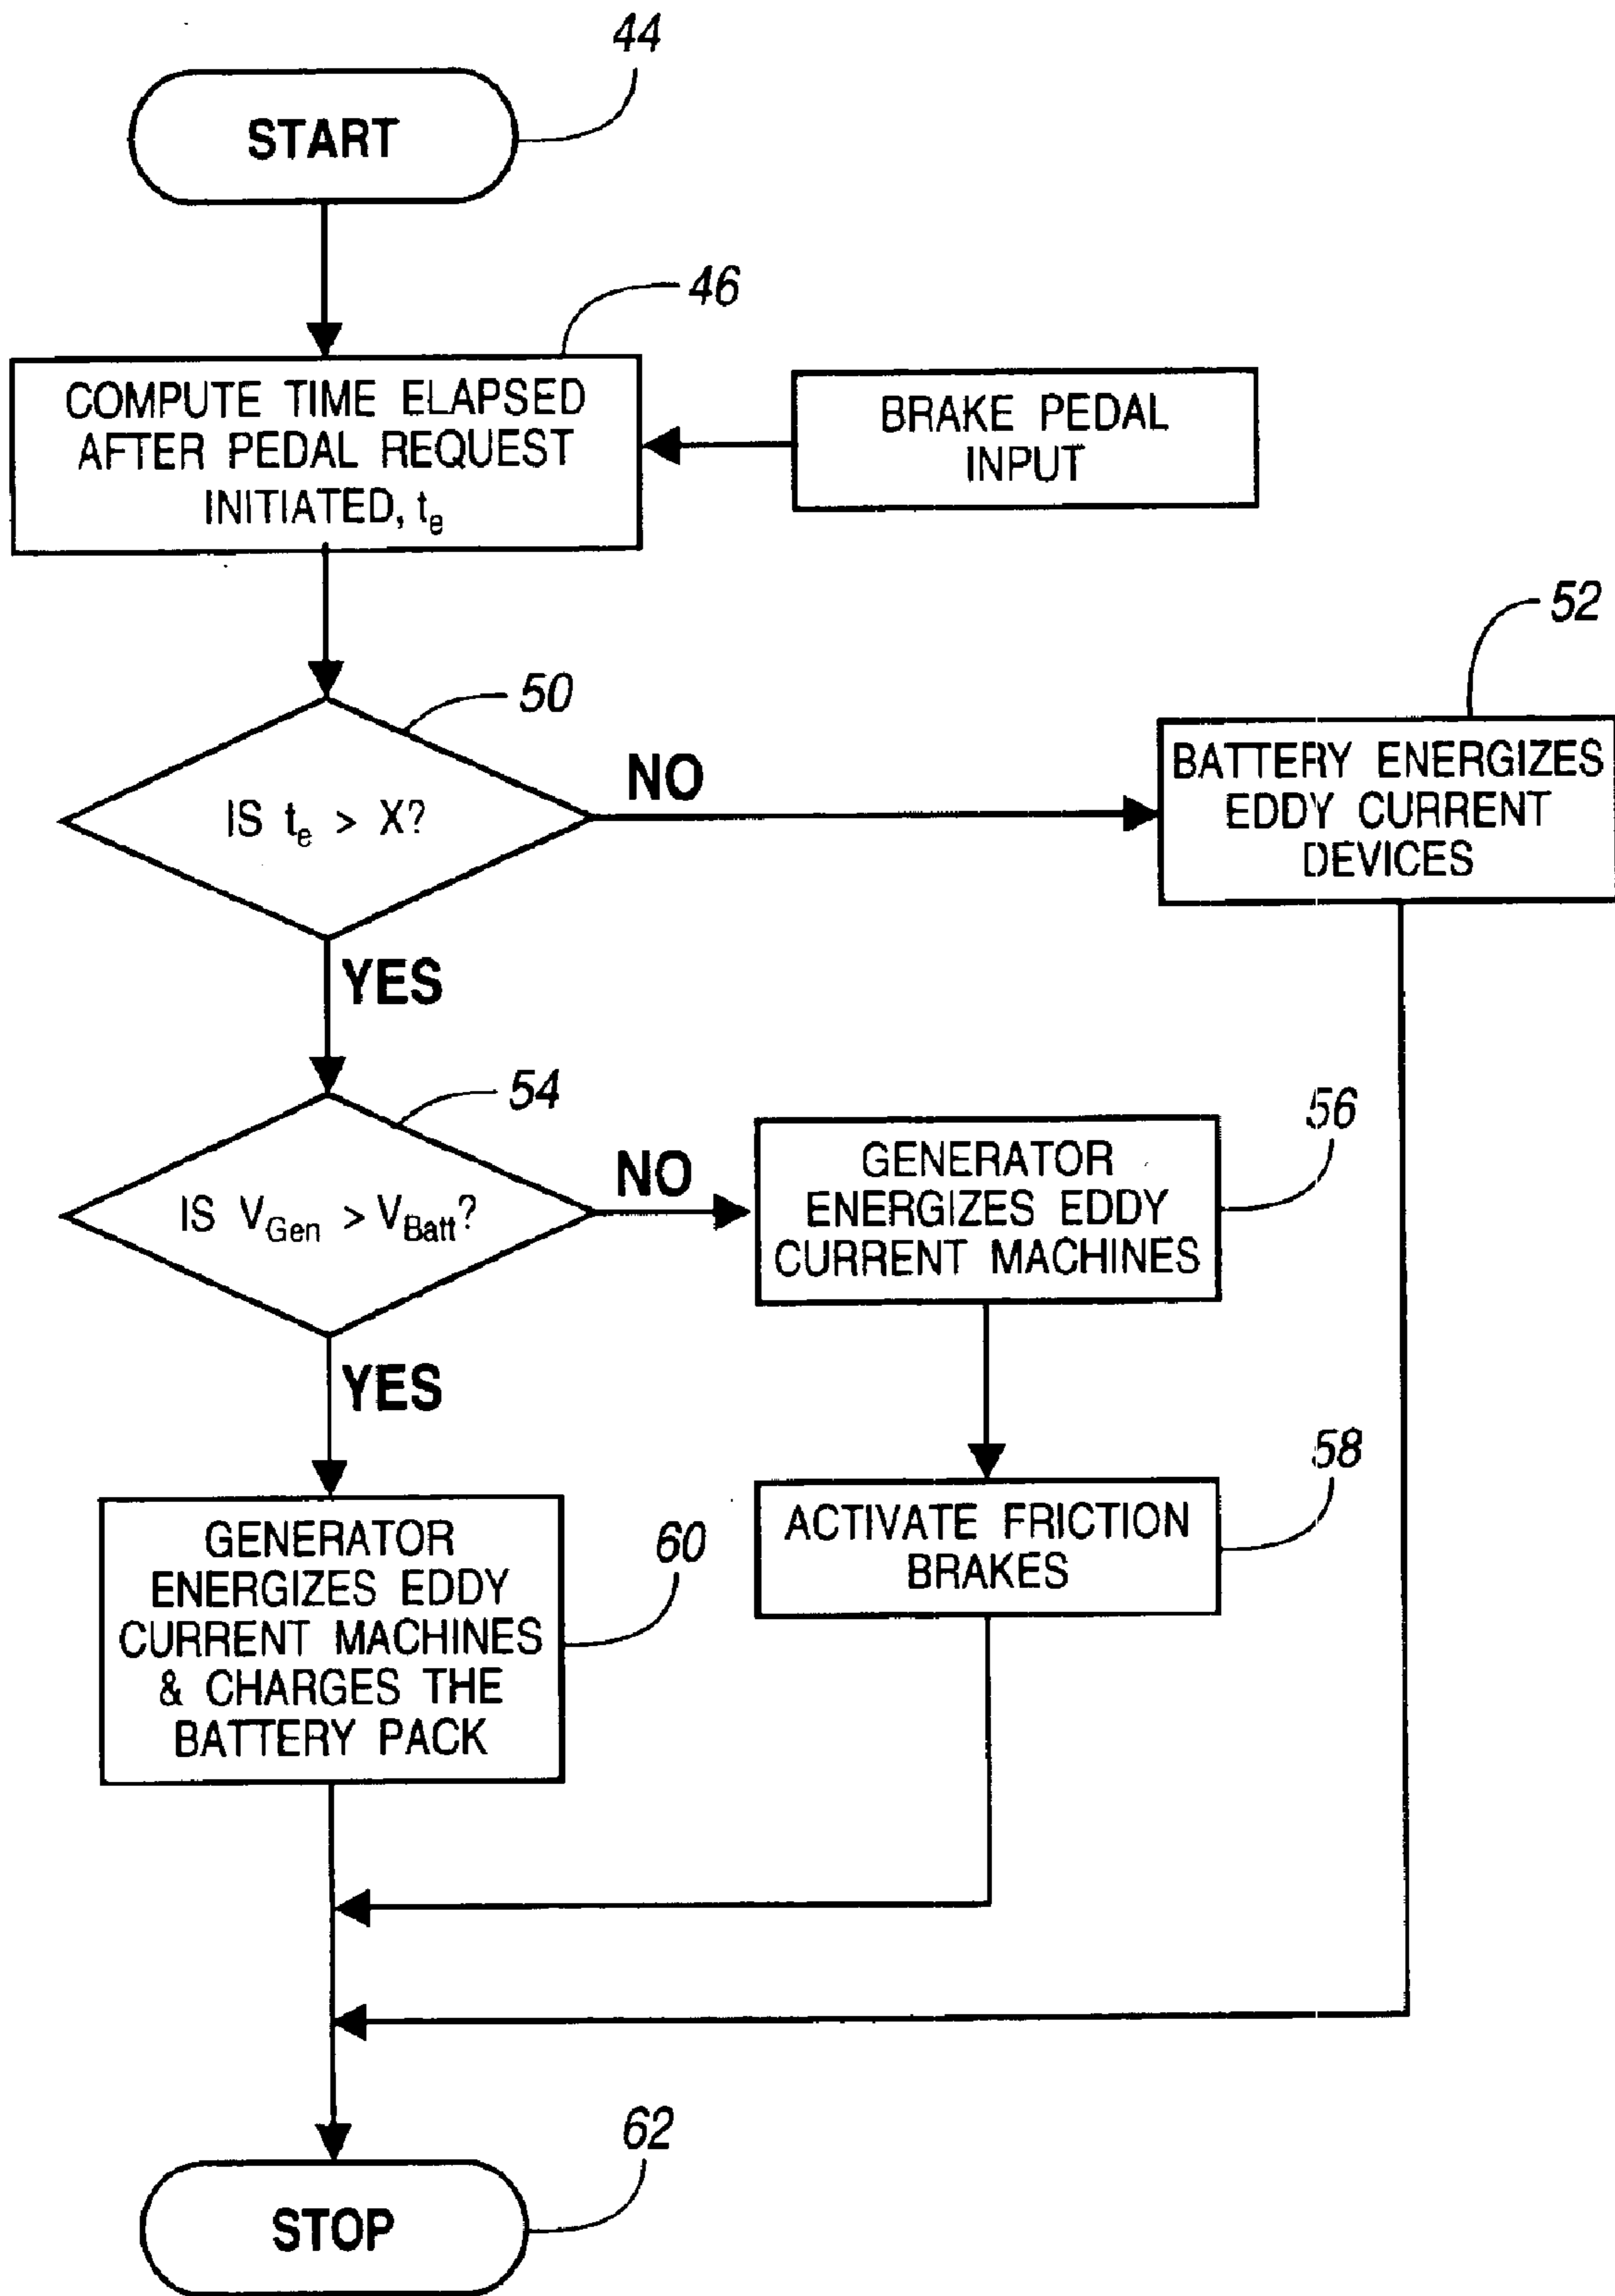 44
START
46
COMPUTE TIME ELAPSED
AFTER PEDAL REQUEST
INITIATED, tₑ
BRAKE PEDAL
INPUT
50
IS tₑ > X?
NO
52
BATTERY ENERGIZES
EDDY CURRENT
DEVICES
YES
54
IS V_Gen > V_Batt?
NO
56
GENERATOR
ENERGIZES EDDY
CURRENT MACHINES
YES
58
ACTIVATE FRICTION
BRAKES
60
GENERATOR
ENERGIZES EDDY
CURRENT MACHINES
& CHARGES THE
BATTERY PACK
62
STOP